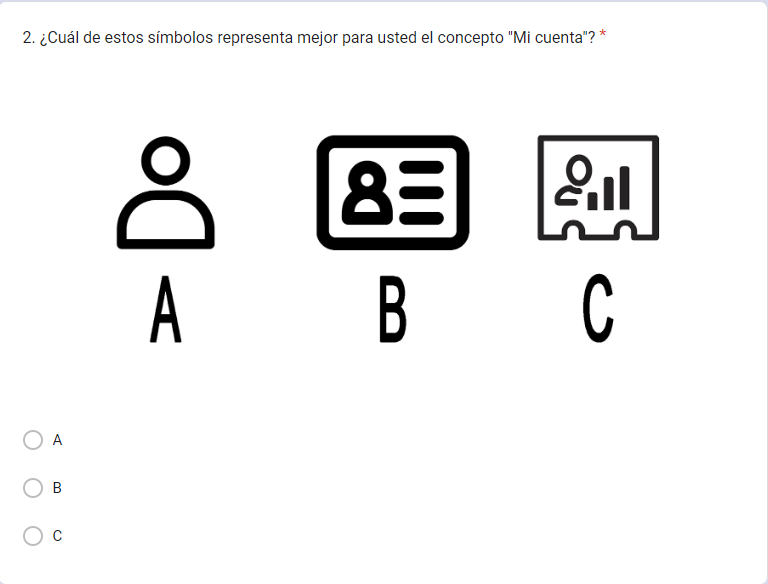 2. ¿Cuál de estos símbolos representa mejor para usted el concepto "Mi cuenta"? *
A B C
A
B
C